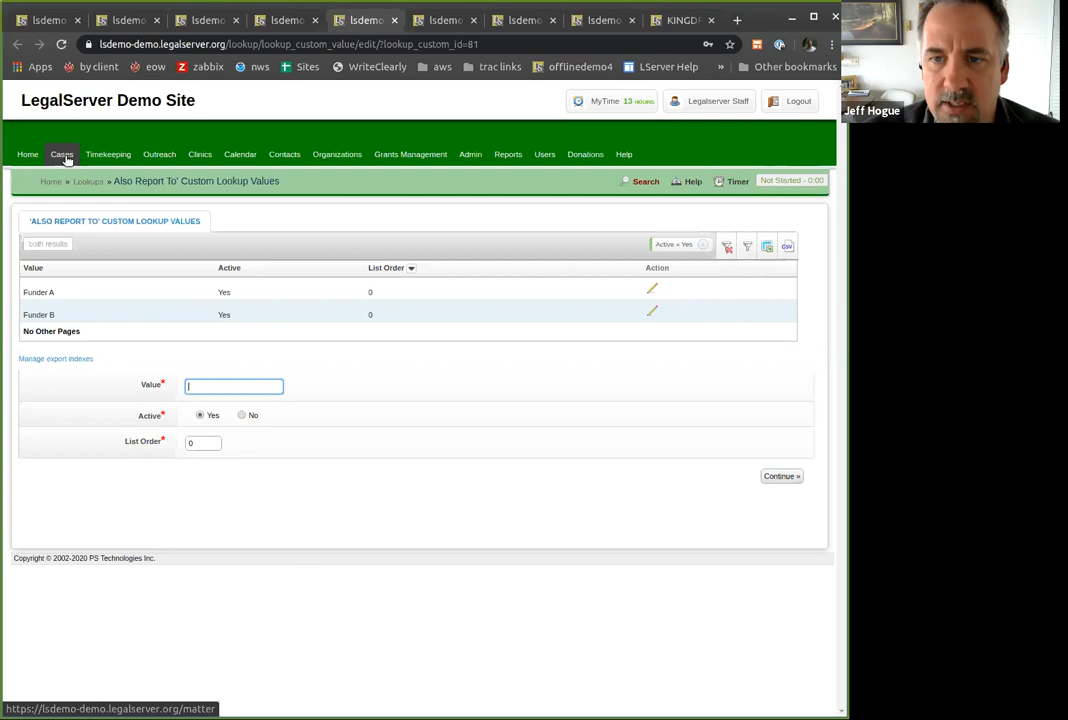 lsdemo × lsdemo × lsdemo × lsdemo × lsdemo × lsdemo × lsdemo × lsdemo × KINGDF × +
lsdemo-demo.legalserver.org/lookup/lookup_custom_value/edit/?lookup_custom_id=81
Apps by client eow zabbix nws Sites WriteClearly aws trac links offlinedemo4 LServer Help » Other bookmarks
Jeff Hogue
LegalServer Demo Site
MyTime 13 HOURS Legalserver Staff Logout
Home Cases Timekeeping Outreach Clinics Calendar Contacts Organizations Grants Management Admin Reports Users Donations Help
Home » Lookups » Also Report To' Custom Lookup Values Search Help Timer Not Started - 0:00
'ALSO REPORT TO' CUSTOM LOOKUP VALUES
both results Active = Yes CSV
Value Active List Order Action
Funder A Yes 0
Funder B Yes 0
No Other Pages
Manage export indexes
Value*
Active* Yes No
List Order* 0
Continue »
Copyright © 2002-2020 PS Technologies Inc.
https://lsdemo-demo.legalserver.org/matter